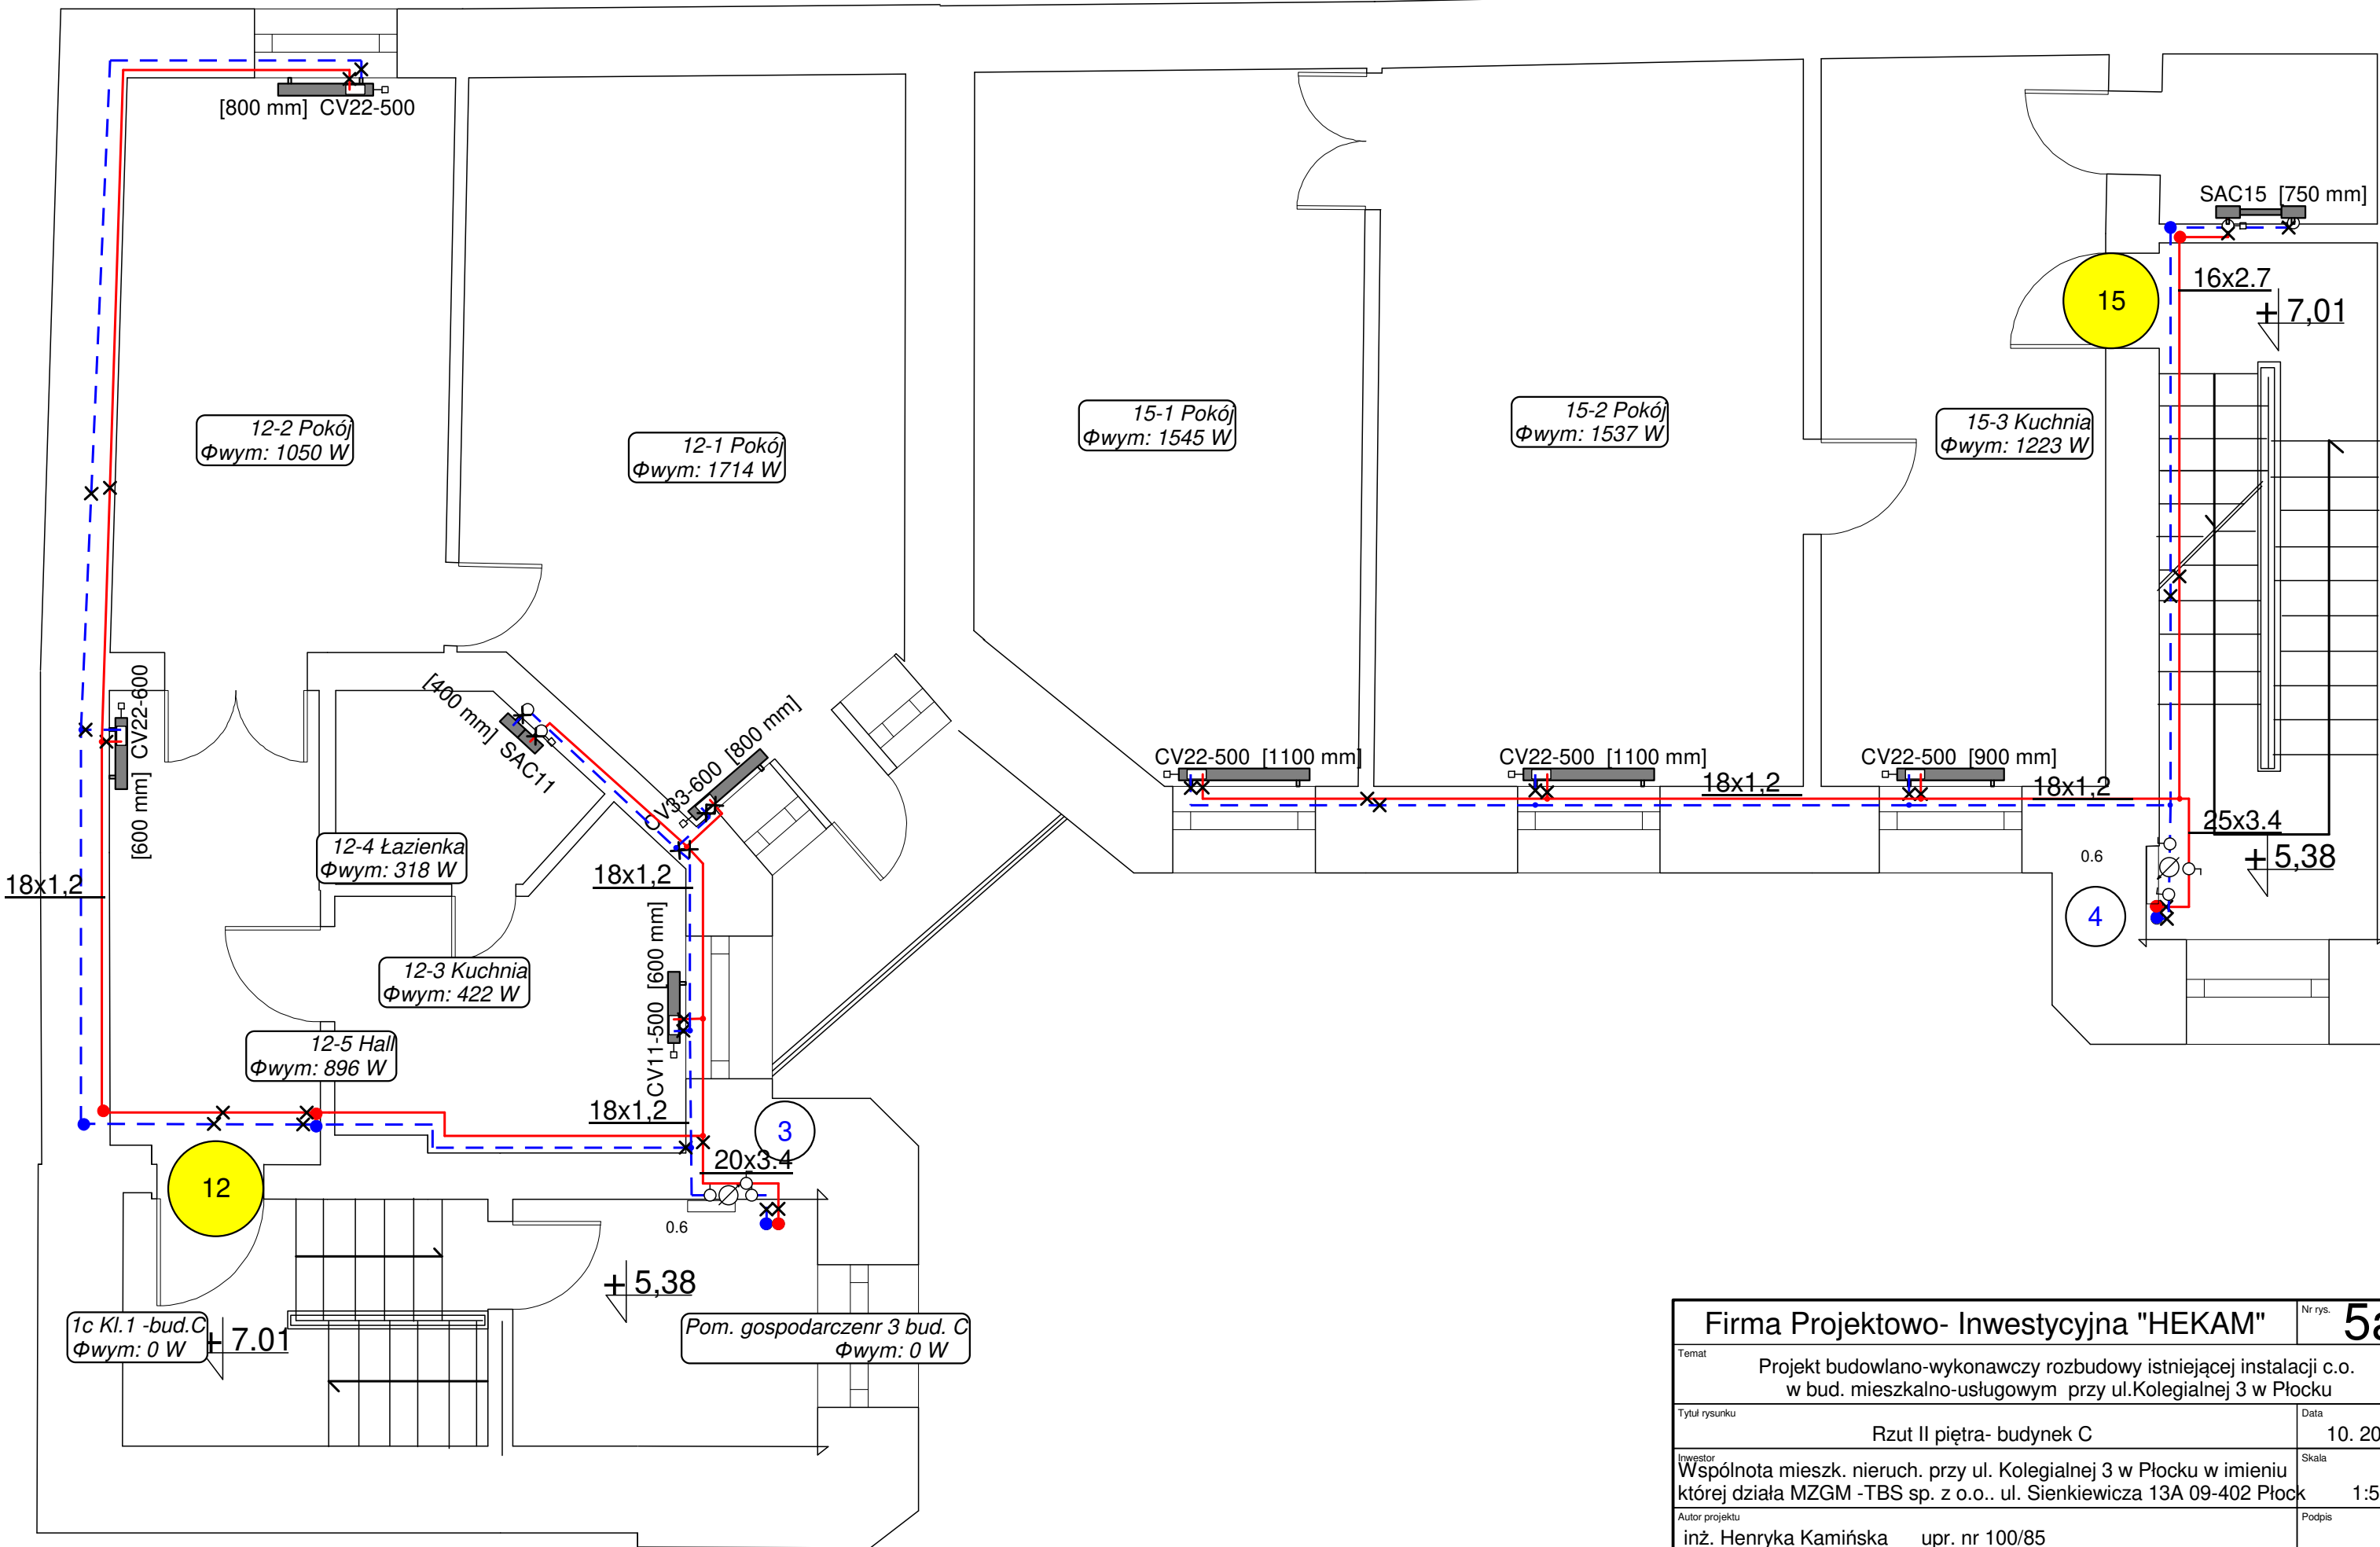 [800 mm]  CV22-500
SAC15  [750 mm]
16x2.7
15
+ 7,01
12-2 Pokój
Φwym: 1050 W
12-1 Pokój
Φwym: 1714 W
15-1 Pokój
Φwym: 1545 W
15-2 Pokój
Φwym: 1537 W
15-3 Kuchnia
Φwym: 1223 W
[600 mm]  CV22-600
[400 mm]  SAC11
CV33-600  [800 mm]
CV22-500  [1100 mm]
CV22-500  [1100 mm]
CV22-500  [900 mm]
18x1,2
18x1,2
25x3.4
+ 5,38
0.6
4
12-4 Łazienka
Φwym: 318 W
18x1,2
18x1,2
12-3 Kuchnia
Φwym: 422 W
CV11-500  [600 mm]
12-5 Hall
Φwym: 896 W
18x1,2
3
20x3.4
12
0.6
+ 5,38
1c Kl.1 -bud.C
Φwym: 0 W
+ 7.01
Pom. gospodarczenr 3 bud. C
Φwym: 0 W
Firma Projektowo- Inwestycyjna "HEKAM"
Nr rys.
5a
Temat
Projekt budowlano-wykonawczy rozbudowy istniejącej instalacji c.o.
w bud. mieszkalno-usługowym  przy ul.Kolegialnej 3 w Płocku
Tytuł rysunku
Rzut II piętra- budynek C
Data
10. 20
Inwestor
Wspólnota mieszk. nieruch. przy ul. Kolegialnej 3 w Płocku w imieniu
której działa MZGM -TBS sp. z o.o.. ul. Sienkiewicza 13A 09-402 Płock
Skala
1:5
Autor projektu
inż. Henryka Kamińska     upr. nr 100/85
Podpis